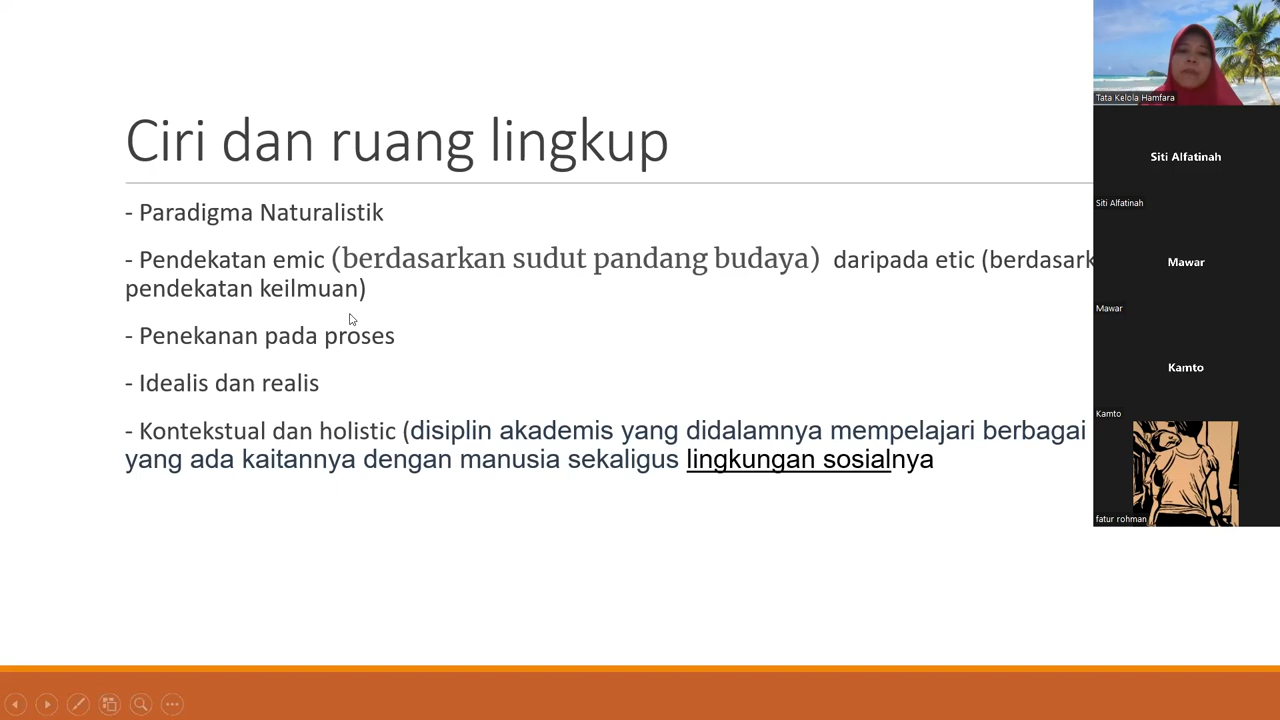 Ciri dan ruang lingkup
- Paradigma Naturalistik
- Pendekatan emic (berdasarkan sudut pandang budaya) daripada etic (berdasark
pendekatan keilmuan)
- Penekanan pada proses
- Idealis dan realis
- Kontekstual dan holistic (disiplin akademis yang didalamnya mempelajari berbagai
yang ada kaitannya dengan manusia sekaligus lingkungan sosialnya
Tata Kelola Hamfara
Siti Alfatinah
Siti Alfatinah
Mawar
Mawar
Kamto
Kamto
fatur rohman